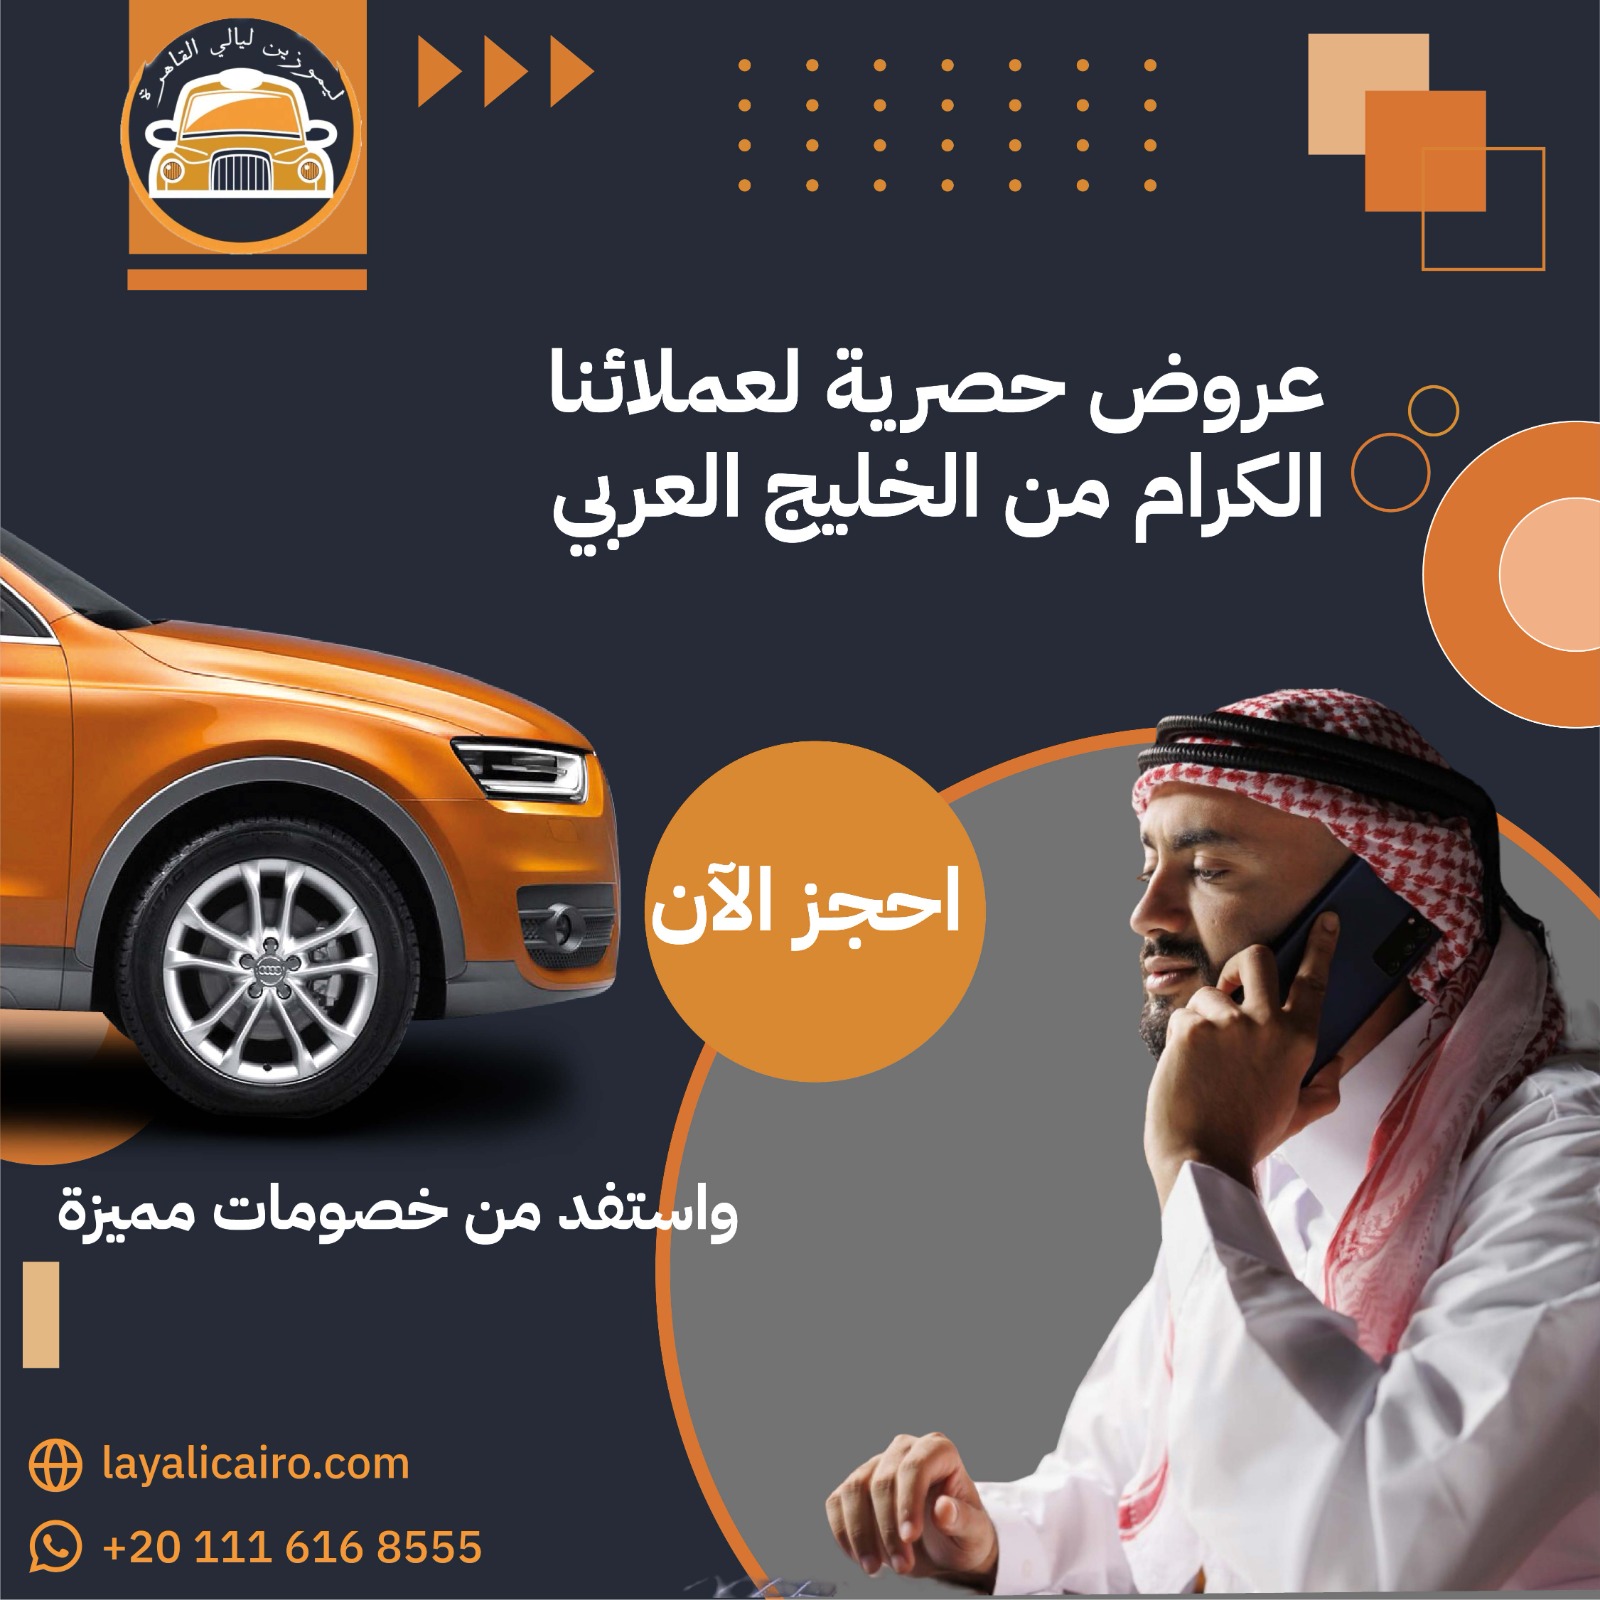 ليموزين ليالي القاهرة
عروض حصرية لعملائنا
الكرام من الخليج العربي
احجز الآن
واستفد من خصومات مميزة
layalicairo.com
+20 111 616 8555